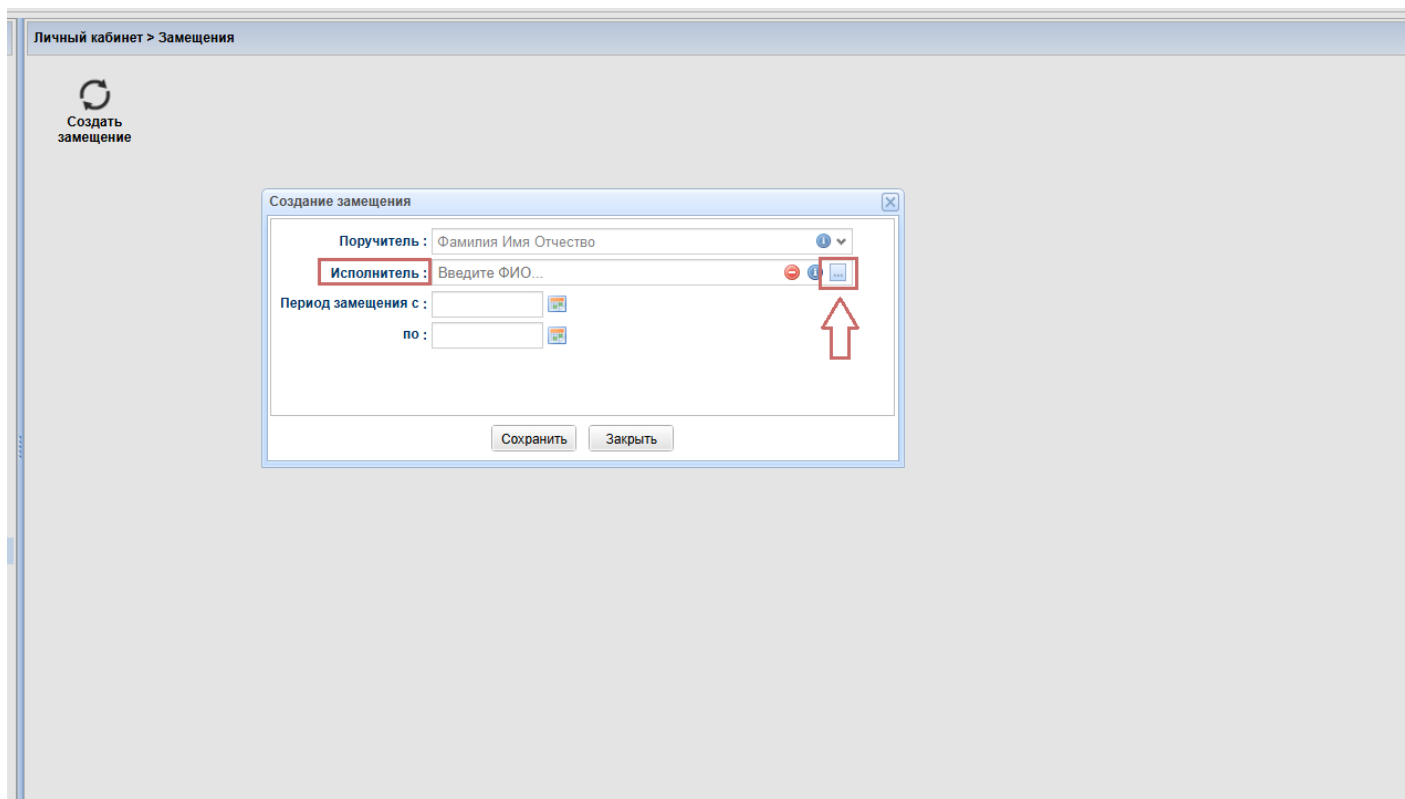 Личный кабинет > Замещения
Создать
замещение
Создание замещения
Поручитель : Фамилия Имя Отчество
Исполнитель : Введите ФИО...
Период замещения с :
по :
Сохранить Закрыть